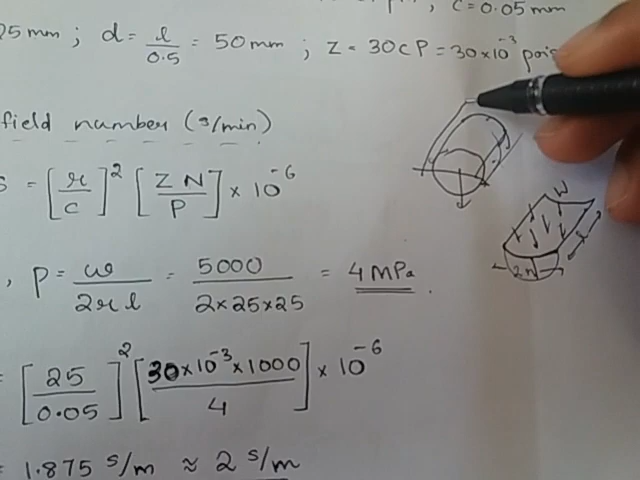 c = 0.05 mm
25 mm ; d = l/0.5 = 50 mm ; Z = 30 CP = 30×10⁻³ pois
field number (s/min)
S = [r/c]² [ZN/P] × 10⁻⁶
W
l
2r
, P = w/2rl = 5000/2×25×25 = 4 MPa .
= [25/0.05]² [30×10⁻³×1000/4] × 10⁻⁶
= 1.875 s/m ≈ 2 s/m